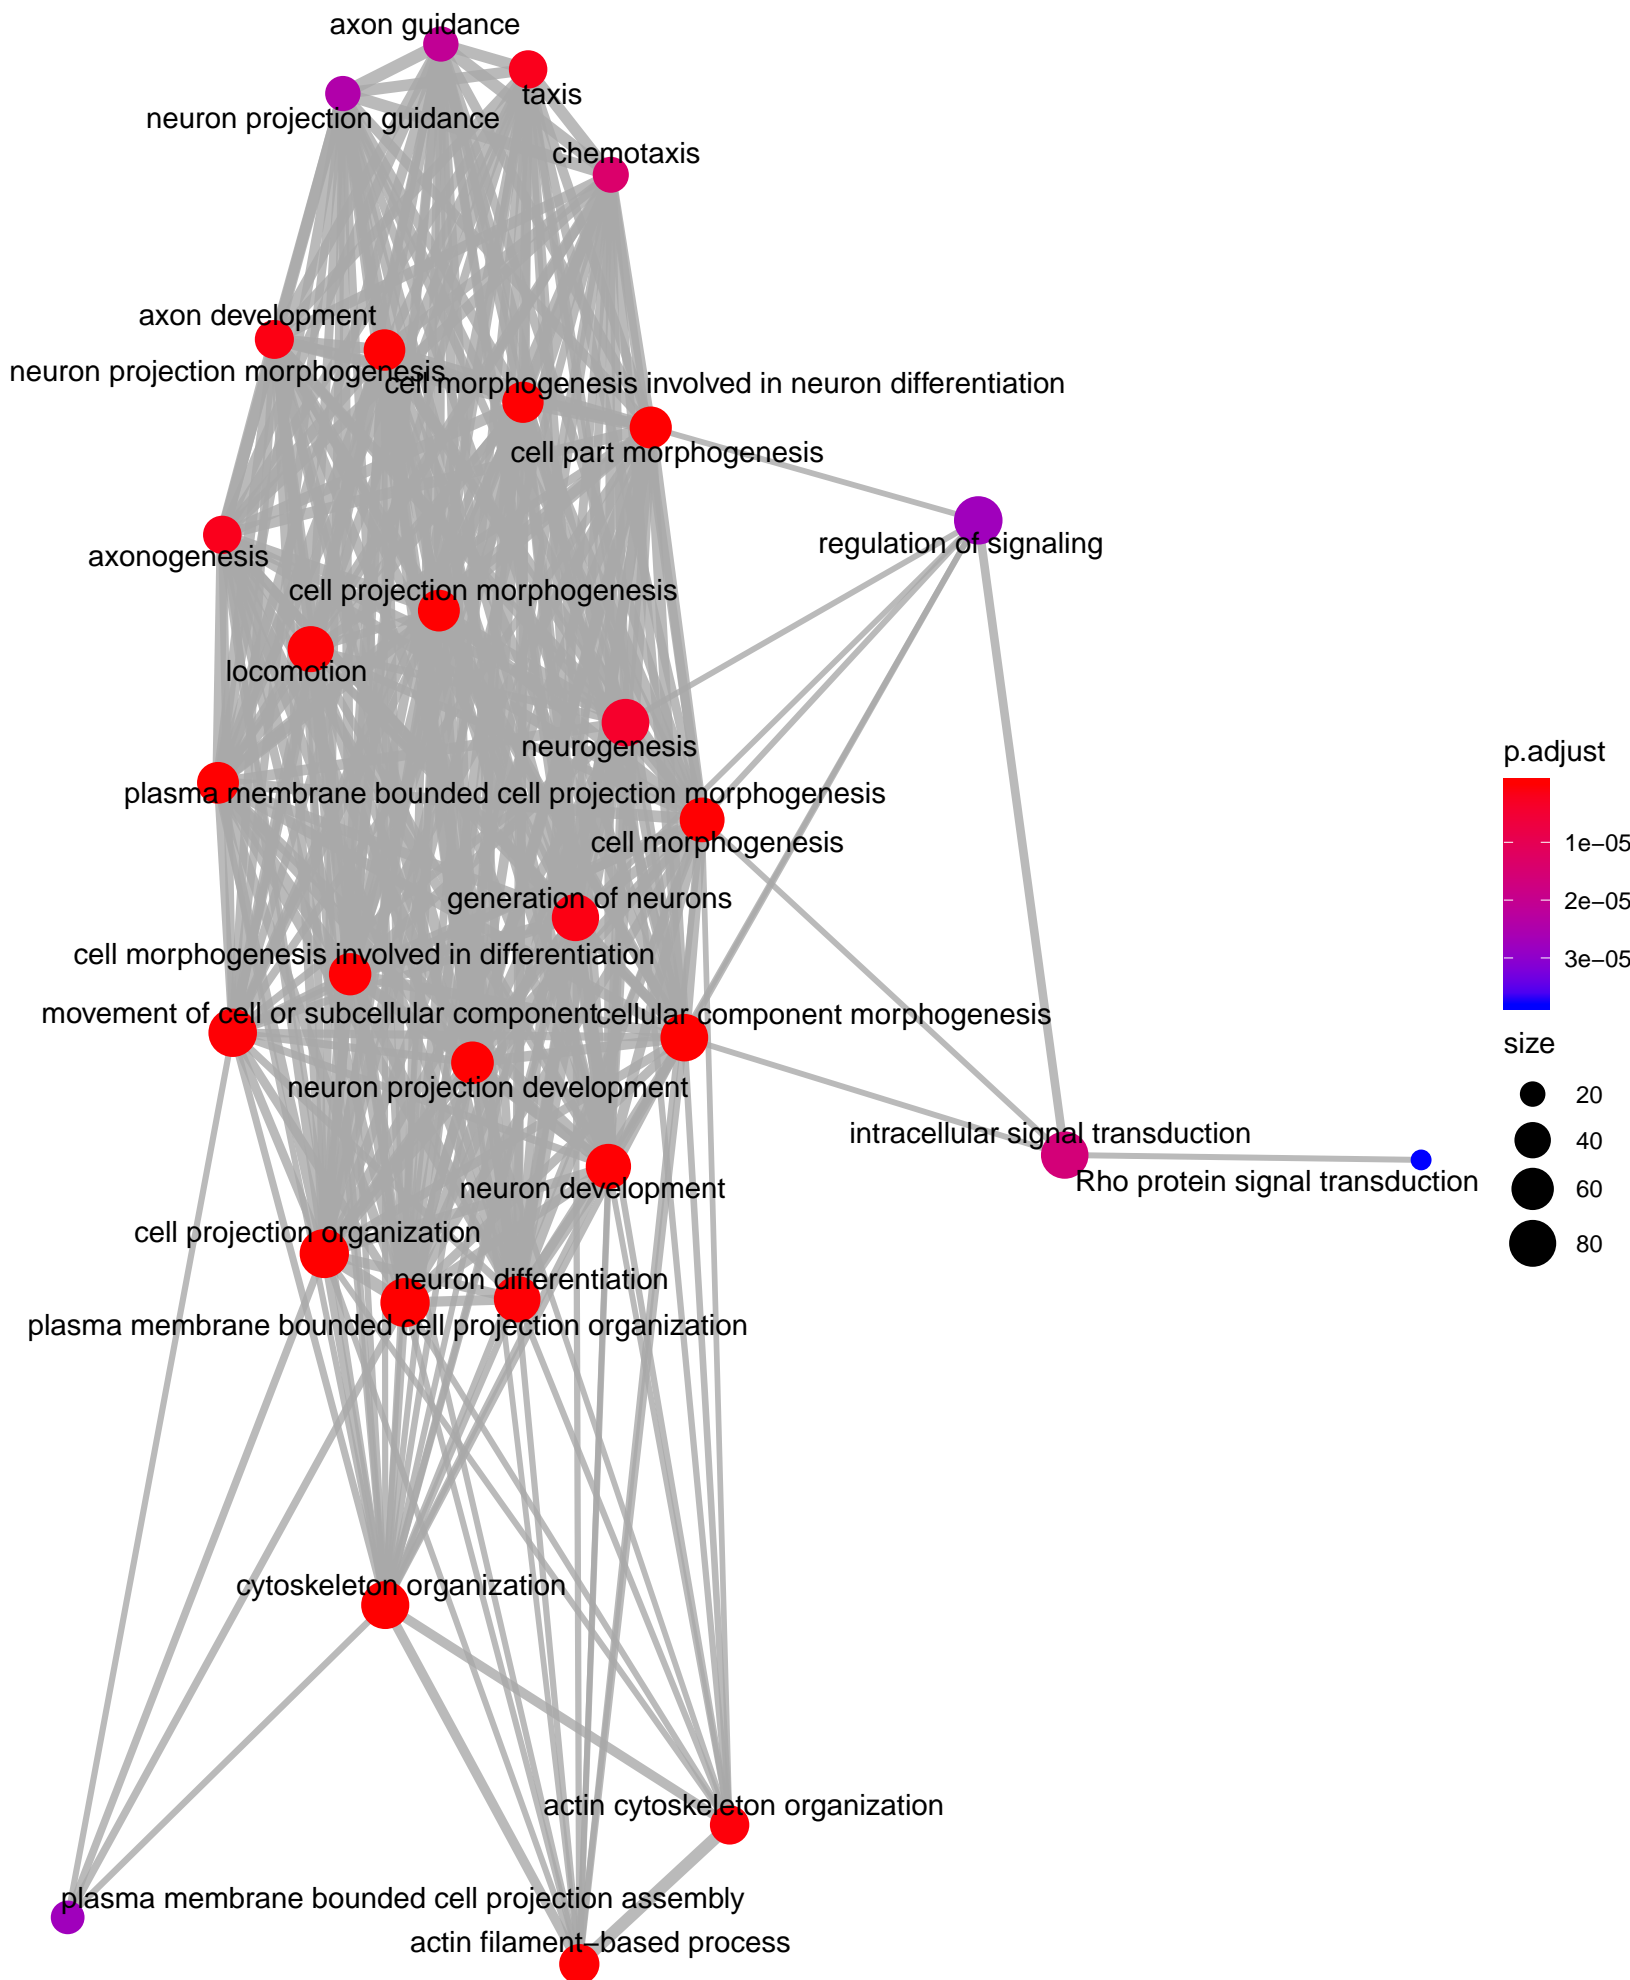 axon guidance
taxis
neuron projection guidance
chemotaxis
axon development
neuron projection morphogenesis
cell morphogenesis involved in neuron differentiation
cell part morphogenesis
regulation of signaling
axonogenesis
cell projection morphogenesis
locomotion
neurogenesis
plasma membrane bounded cell projection morphogenesis
cell morphogenesis
generation of neurons
cell morphogenesis involved in differentiation
movement of cell or subcellular component
cellular component morphogenesis
neuron projection development
intracellular signal transduction
Rho protein signal transduction
neuron development
cell projection organization
neuron differentiation
plasma membrane bounded cell projection organization
cytoskeleton organization
actin cytoskeleton organization
plasma membrane bounded cell projection assembly
actin filament−based process
p.adjust
1e−05
2e−05
3e−05
size
20
40
60
80